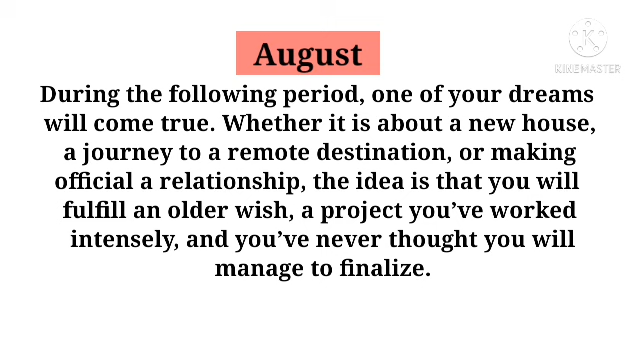 August
KINEMASTER
During the following period, one of your dreams
will come true. Whether it is about a new house,
a journey to a remote destination, or making
official a relationship, the idea is that you will
fulfill an older wish, a project you’ve worked
intensely, and you’ve never thought you will
manage to finalize.